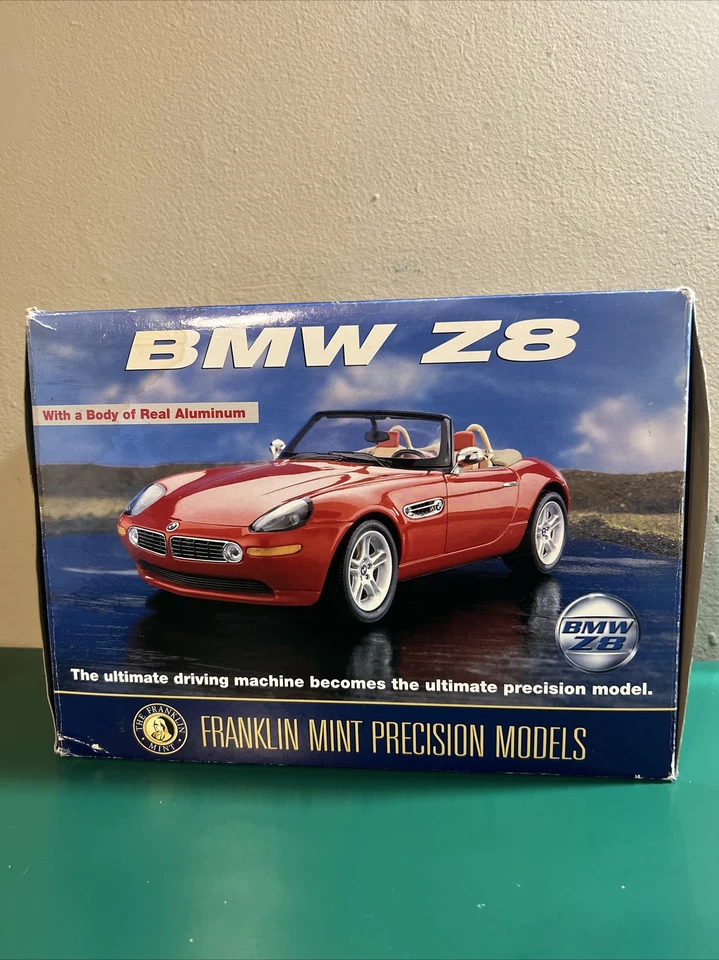 BMW Z8
With a Body of Real Aluminum
BMW
Z8
The ultimate driving machine becomes the ultimate precision model.
THE FRANKLIN
MINT
FRANKLIN MINT PRECISION MODELS